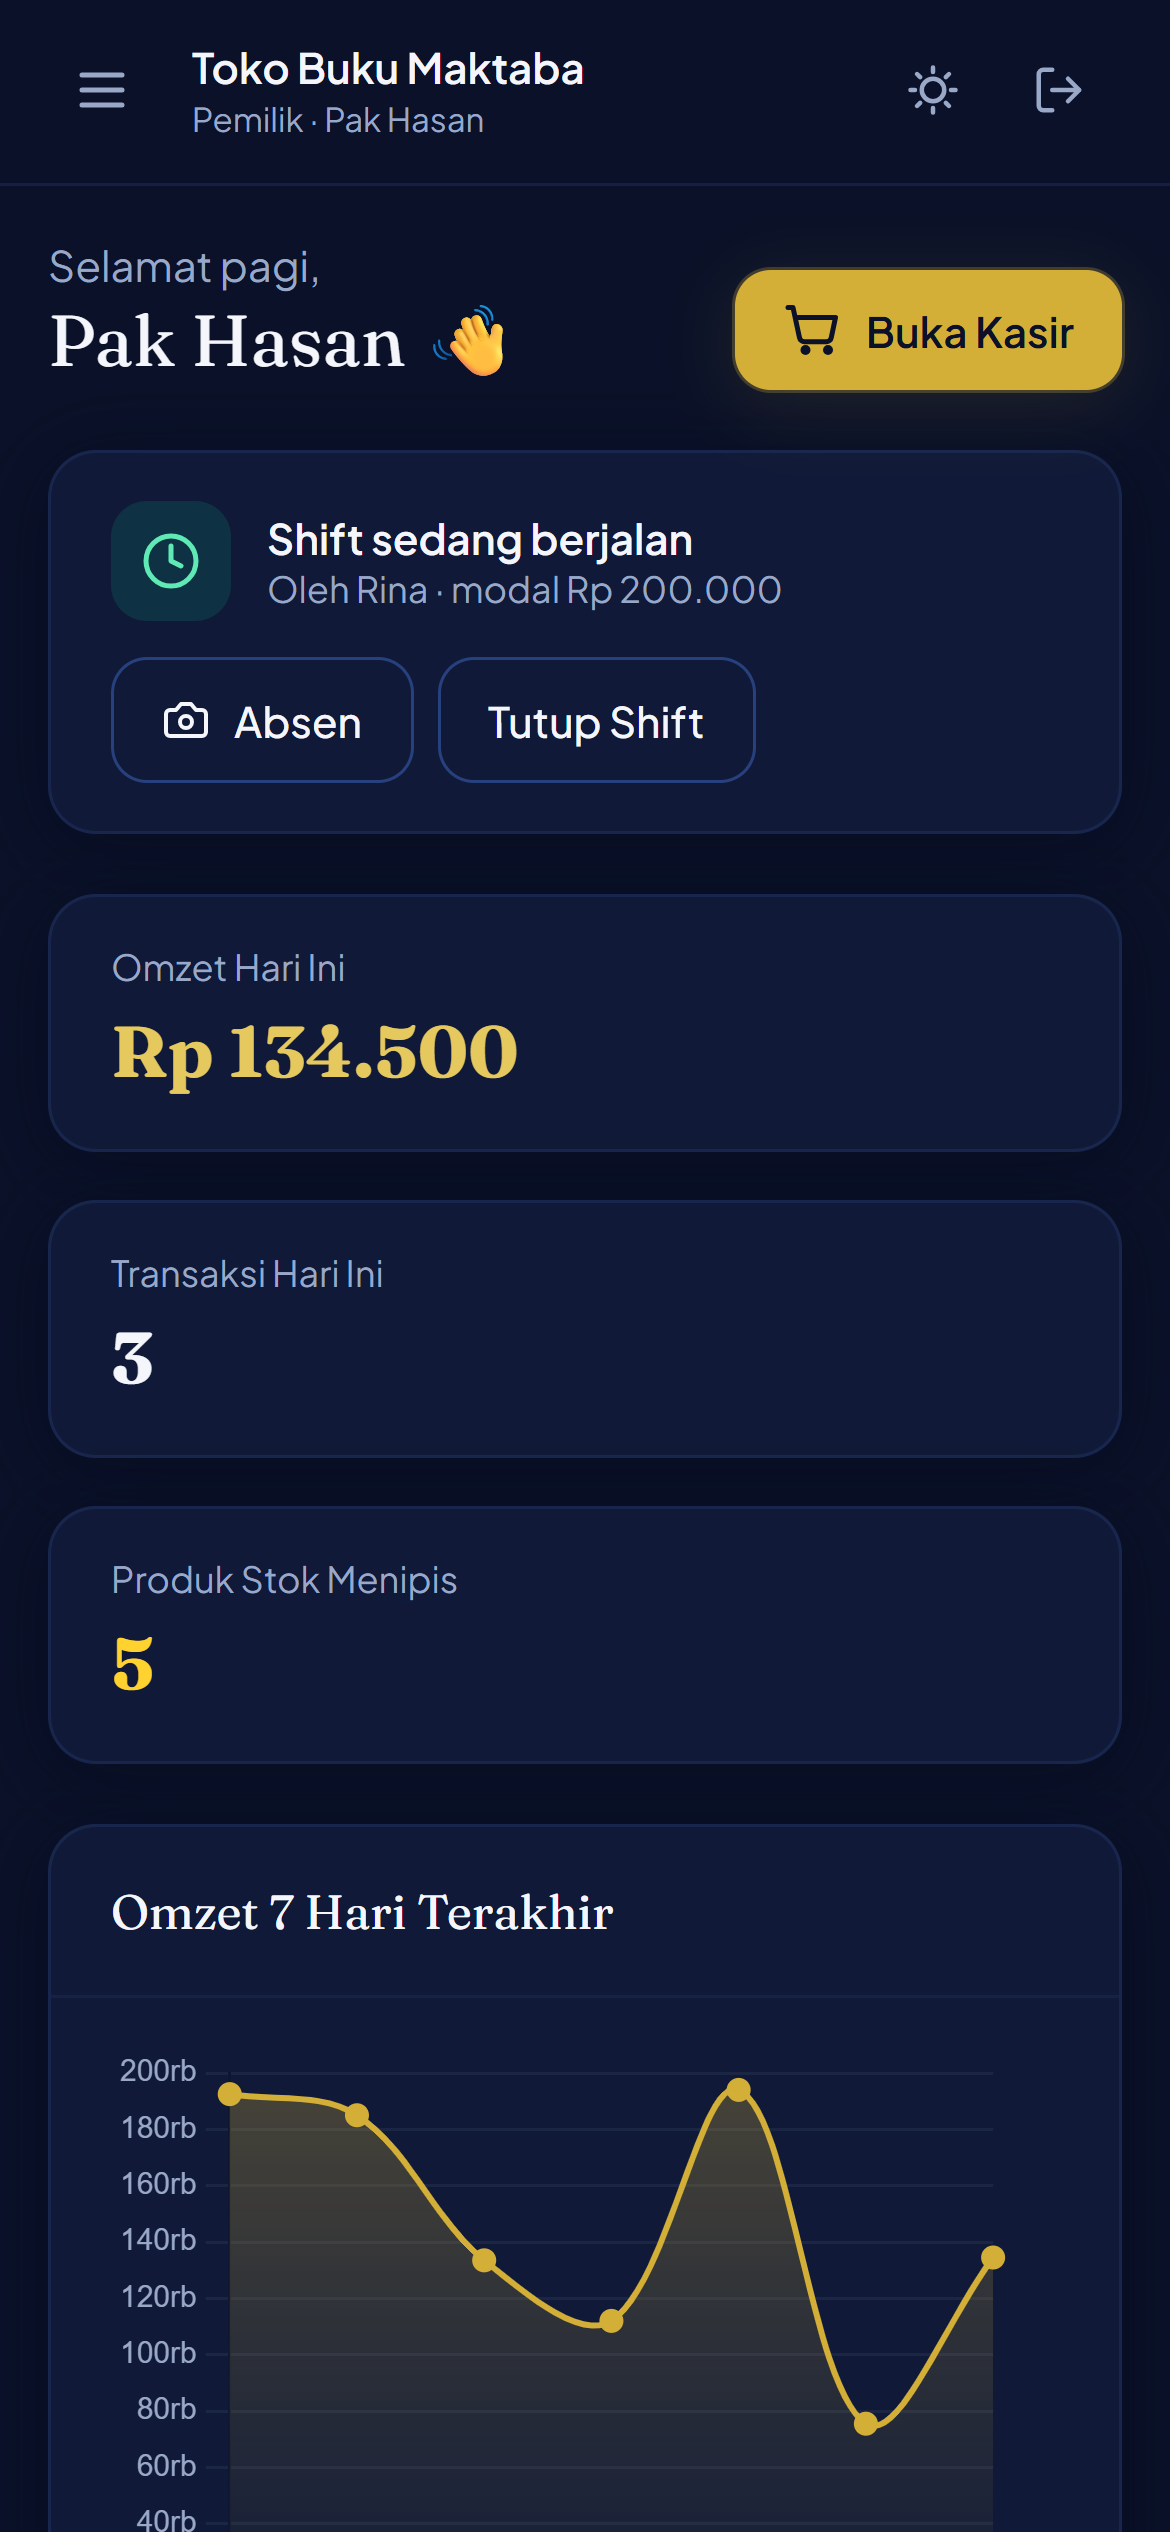 Toko Buku Maktaba
Pemilik · Pak Hasan
Selamat pagi,
Pak Hasan 👋
Buka Kasir
Shift sedang berjalan
Oleh Rina · modal Rp 200.000
Absen
Tutup Shift
Omzet Hari Ini
Rp 134.500
Transaksi Hari Ini
3
Produk Stok Menipis
5
Omzet 7 Hari Terakhir
200rb
180rb
160rb
140rb
120rb
100rb
80rb
60rb
40rb